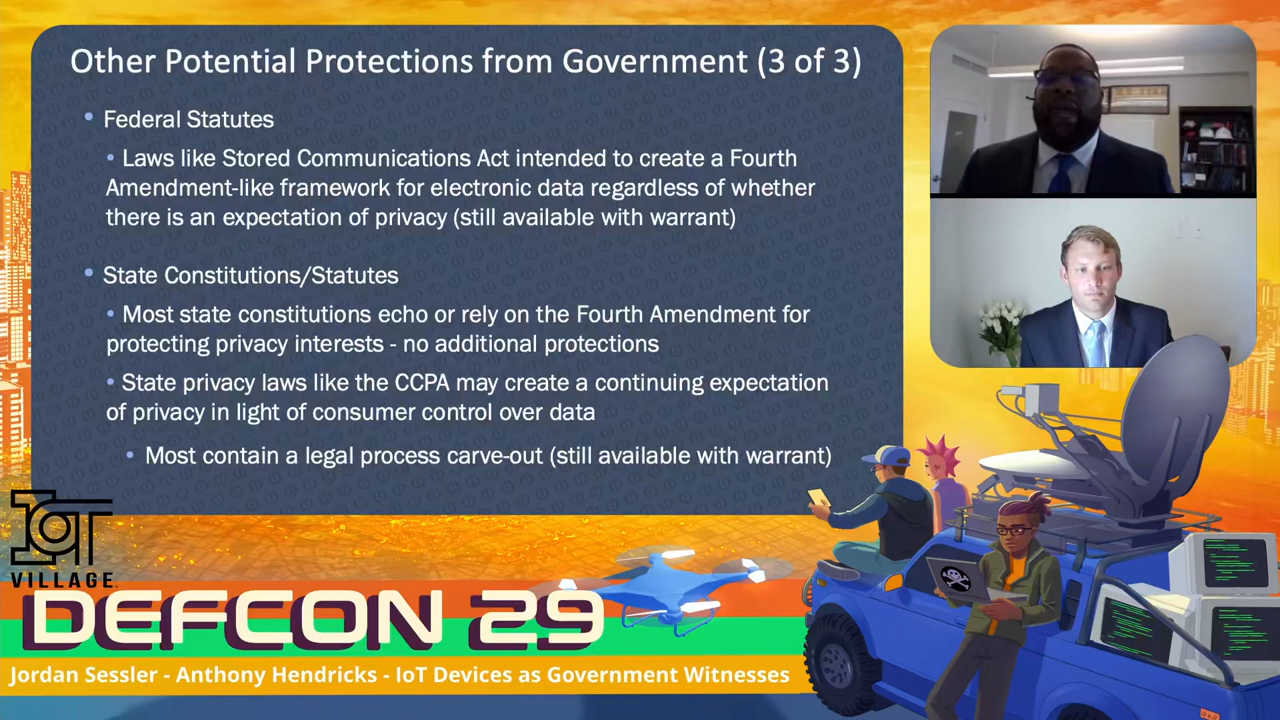 Other Potential Protections from Government (3 of 3)
• Federal Statutes
• Laws like Stored Communications Act intended to create a Fourth
Amendment-like framework for electronic data regardless of whether
there is an expectation of privacy (still available with warrant)
• State Constitutions/Statutes
• Most state constitutions echo or rely on the Fourth Amendment for
protecting privacy interests - no additional protections
• State privacy laws like the CCPA may create a continuing expectation
of privacy in light of consumer control over data
• Most contain a legal process carve-out (still available with warrant)
IoT
VILLAGE
DEFCON 29
Jordan Sessler - Anthony Hendricks - IoT Devices as Government Witnesses